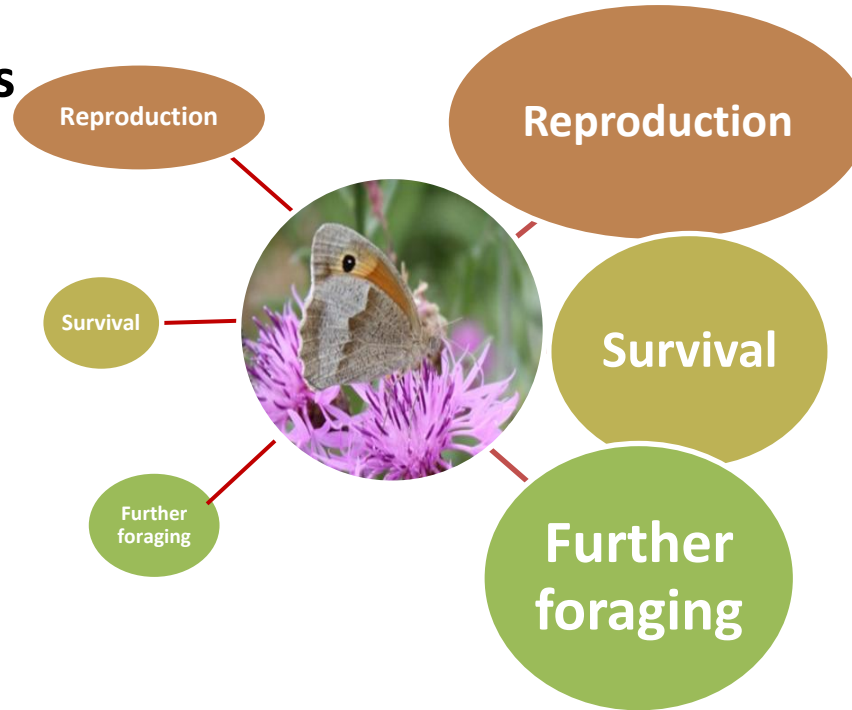 s
Reproduction
Survival
Further
foraging
Reproduction
Survival
Further
foraging